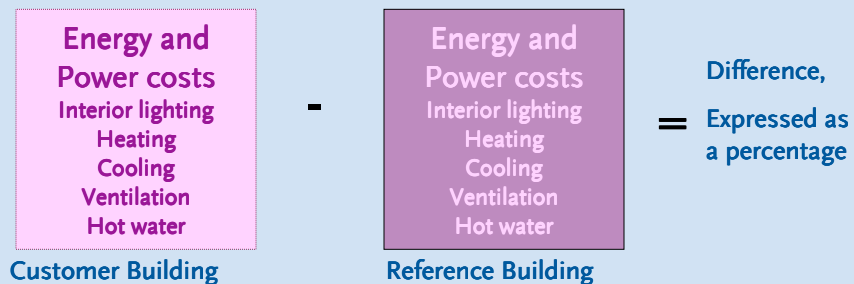 Energy and
Power costs
Interior lighting
Heating
Cooling
Ventilation
Hot water
Customer Building
-
Energy and
Power costs
Interior lighting
Heating
Cooling
Ventilation
Hot water
Reference Building
=
Difference,
Expressed as
a percentage